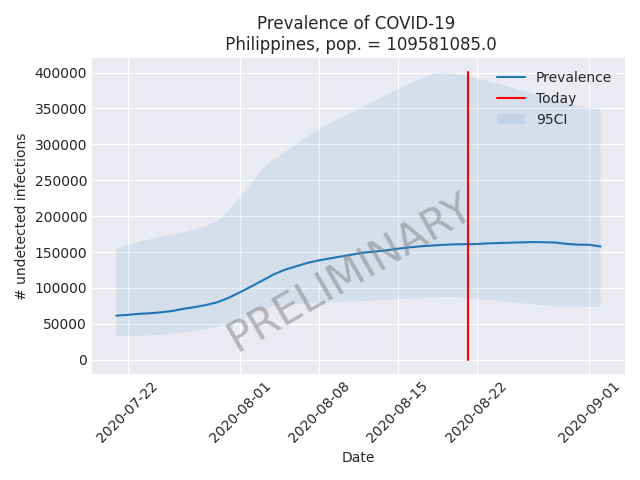 Prevalence of COVID-19
Philippines, pop. = 109581085.0
400000
350000
300000
250000
200000
150000
100000
50000
0
# undetected infections
Prevalence
Today
95CI
PRELIMINARY
2020-07-22
2020-08-01
2020-08-08
2020-08-15
2020-08-22
2020-09-01
Date